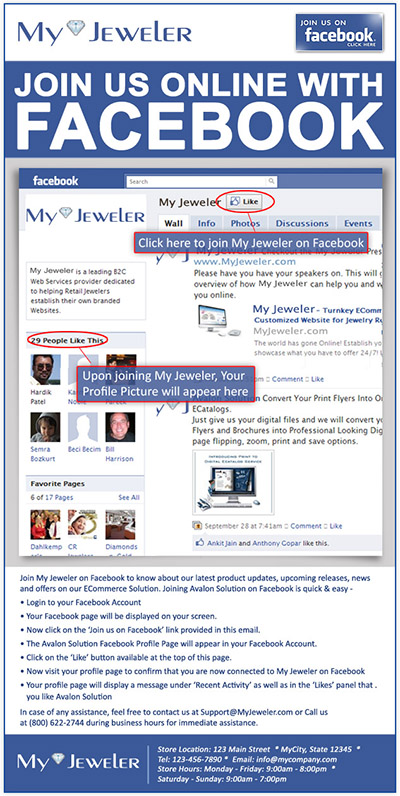 My Jeweler
JOIN US ON
facebook.
CLICK HERE
JOIN US ONLINE WITH
FACEBOOK
facebook
Search
My Jeweler
My Jeweler Like
Wall Info Photos Discussions Events
Click here to join My Jeweler on Facebook
www.MyJeweler.com
Please have you have your speakers on. This will
overview of how My Jeweler can help you and w
you online.
My Jeweler is a leading B2C
Web Services provider dedicated
to helping Retail Jewelers
establish their own branded
Websites.
My Jeweler - Turnkey ECom
Customized Website for Jewelry R
MyJeweler.com
The world has gone Online! Establish yo
showcase what you have to offer 24/7!
29 People Like This
Comment Like
Upon joining My Jeweler, Your
Profile Picture will appear here
Hardik
Patel
n Convert Your Print Flyers Into O
ECatalogs.
Just give us your digital files and we will convert y
Flyers and Brochures into Professional Looking Dig
page flipping, zoom, print and save options.
Semra
Bozkurt
Beci Becim
Bill
Harrison
INTRODUCING PRINT TO
DIGITAL ECATALOG SERVICE
Favorite Pages
6 of 17 Pages See All
September 28 at 7:41am Comment Like
Ankit Jain and Anthony Gopar like this.
Dahlkemp
CR
Jewelers
Diamonds
Gold
Join My Jeweler on Facebook to know about our latest product updates, upcoming releases, news
and offers on our ECommerce Solution. Joining Avalon Solution on Facebook is quick & easy -
• Login to your Facebook Account
• Your Facebook page will be displayed on your screen.
• Now click on the 'Join us on Facebook' link provided in this email.
• The Avalon Solution Facebook Profile Page will appear in your Facebook Account.
• Click on the 'Like' button available at the top of this page.
• Now visit your profile page to confirm that you are now connected to My Jeweler on Facebook
• Your profile page will display a message under 'Recent Activity' as well as in the 'Likes' panel that .
you like Avalon Solution
In case of any assistance, feel free to contact us at Support@MyJeweler.com or Call us
at (800) 622-2744 during business hours for immediate assistance.
My Jeweler
Store Location: 123 Main Street * MyCity, State 12345 *
Tel: 123-456-7890 * Email: info@mycompany.com
Store Hours: Monday - Friday: 9:00am - 8:00pm *
Saturday - Sunday: 9:00am - 7:00pm